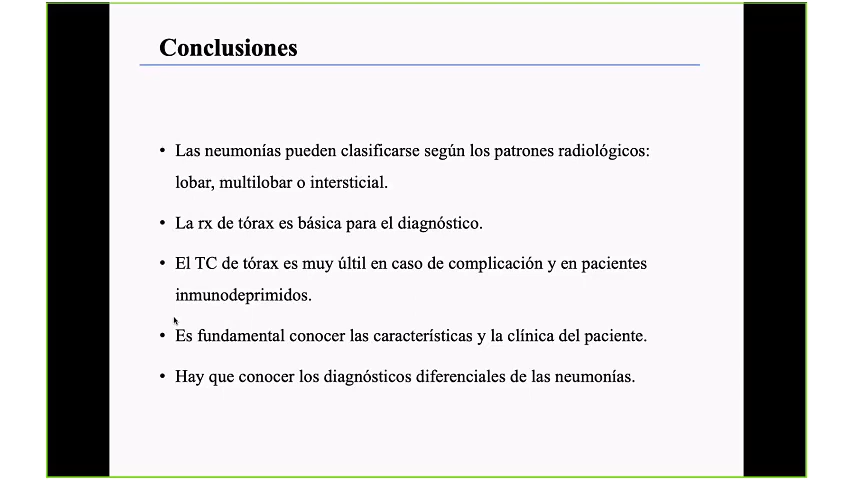 Conclusiones
• Las neumonías pueden clasificarse según los patrones radiológicos:
lobar, multilobar o intersticial.
• La rx de tórax es básica para el diagnóstico.
• El TC de tórax es muy últil en caso de complicación y en pacientes
inmunodeprimidos.
• Es fundamental conocer las características y la clínica del paciente.
• Hay que conocer los diagnósticos diferenciales de las neumonías.